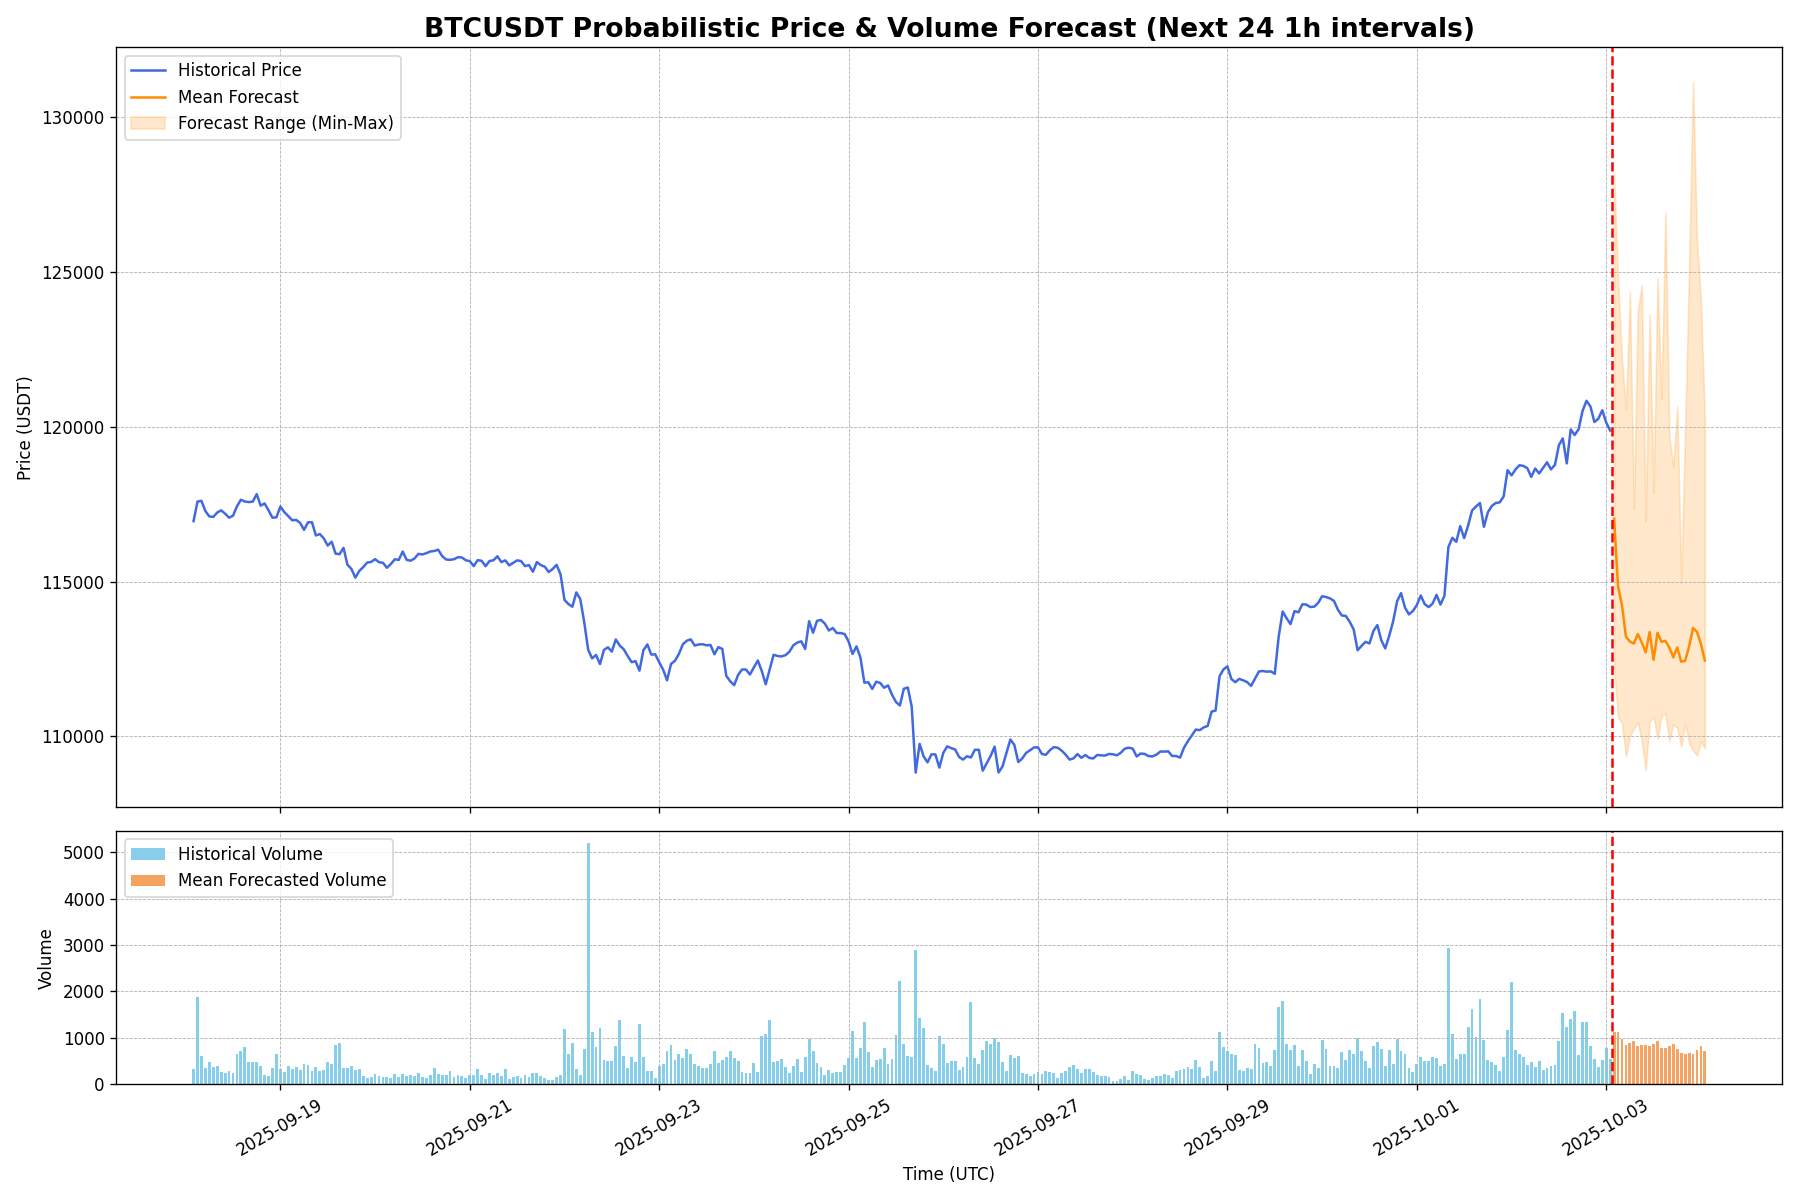 BTCUSDT Probabilistic Price & Volume Forecast (Next 24 1h intervals)
Historical Price
Mean Forecast
Forecast Range (Min-Max)
Price (USDT)
130000
125000
120000
115000
110000
Historical Volume
Mean Forecasted Volume
Volume
5000
4000
3000
2000
1000
0
2025-09-19
2025-09-21
2025-09-23
2025-09-25
2025-09-27
2025-09-29
2025-10-01
2025-10-03
Time (UTC)